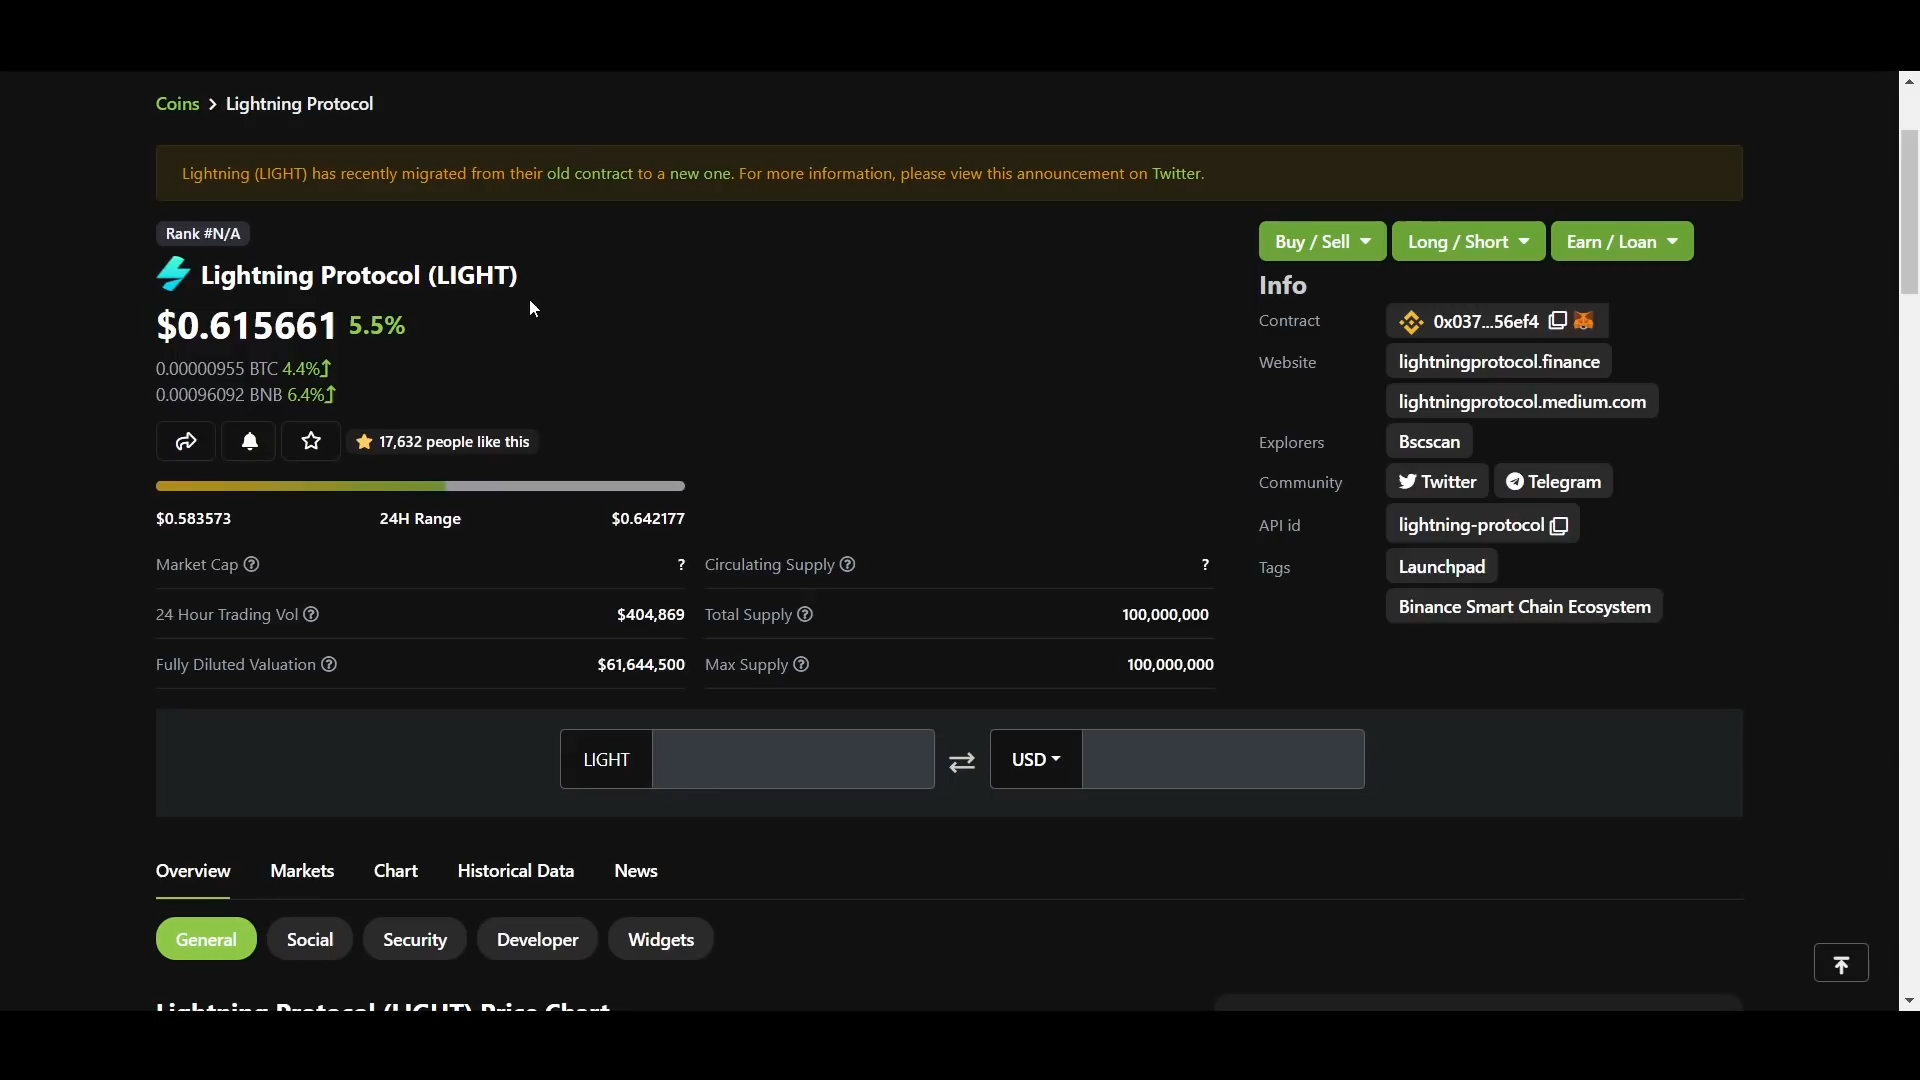 Coins > Lightning Protocol
Lightning (LIGHT) has recently migrated from their old contract to a new one. For more information, please view this announcement on Twitter.
Rank #N/A
Lightning Protocol (LIGHT)
$0.615661 5.5%
0.00000955 BTC 4.4%
0.00096092 BNB 6.4%
17,632 people like this
$0.583573 24H Range $0.642177
Market Cap ?
24 Hour Trading Vol $404,869
Fully Diluted Valuation $61,644,500
Circulating Supply ?
Total Supply 100,000,000
Max Supply 100,000,000
Buy / Sell Long / Short Earn / Loan
Info
Contract 0x037...56ef4
Website lightningprotocol.finance
lightningprotocol.medium.com
Explorers Bscscan
Community Twitter Telegram
API id lightning-protocol
Tags Launchpad
Binance Smart Chain Ecosystem
LIGHT USD
Overview Markets Chart Historical Data News
General Social Security Developer Widgets
Lightning Protocol (LIGHT) Price Chart